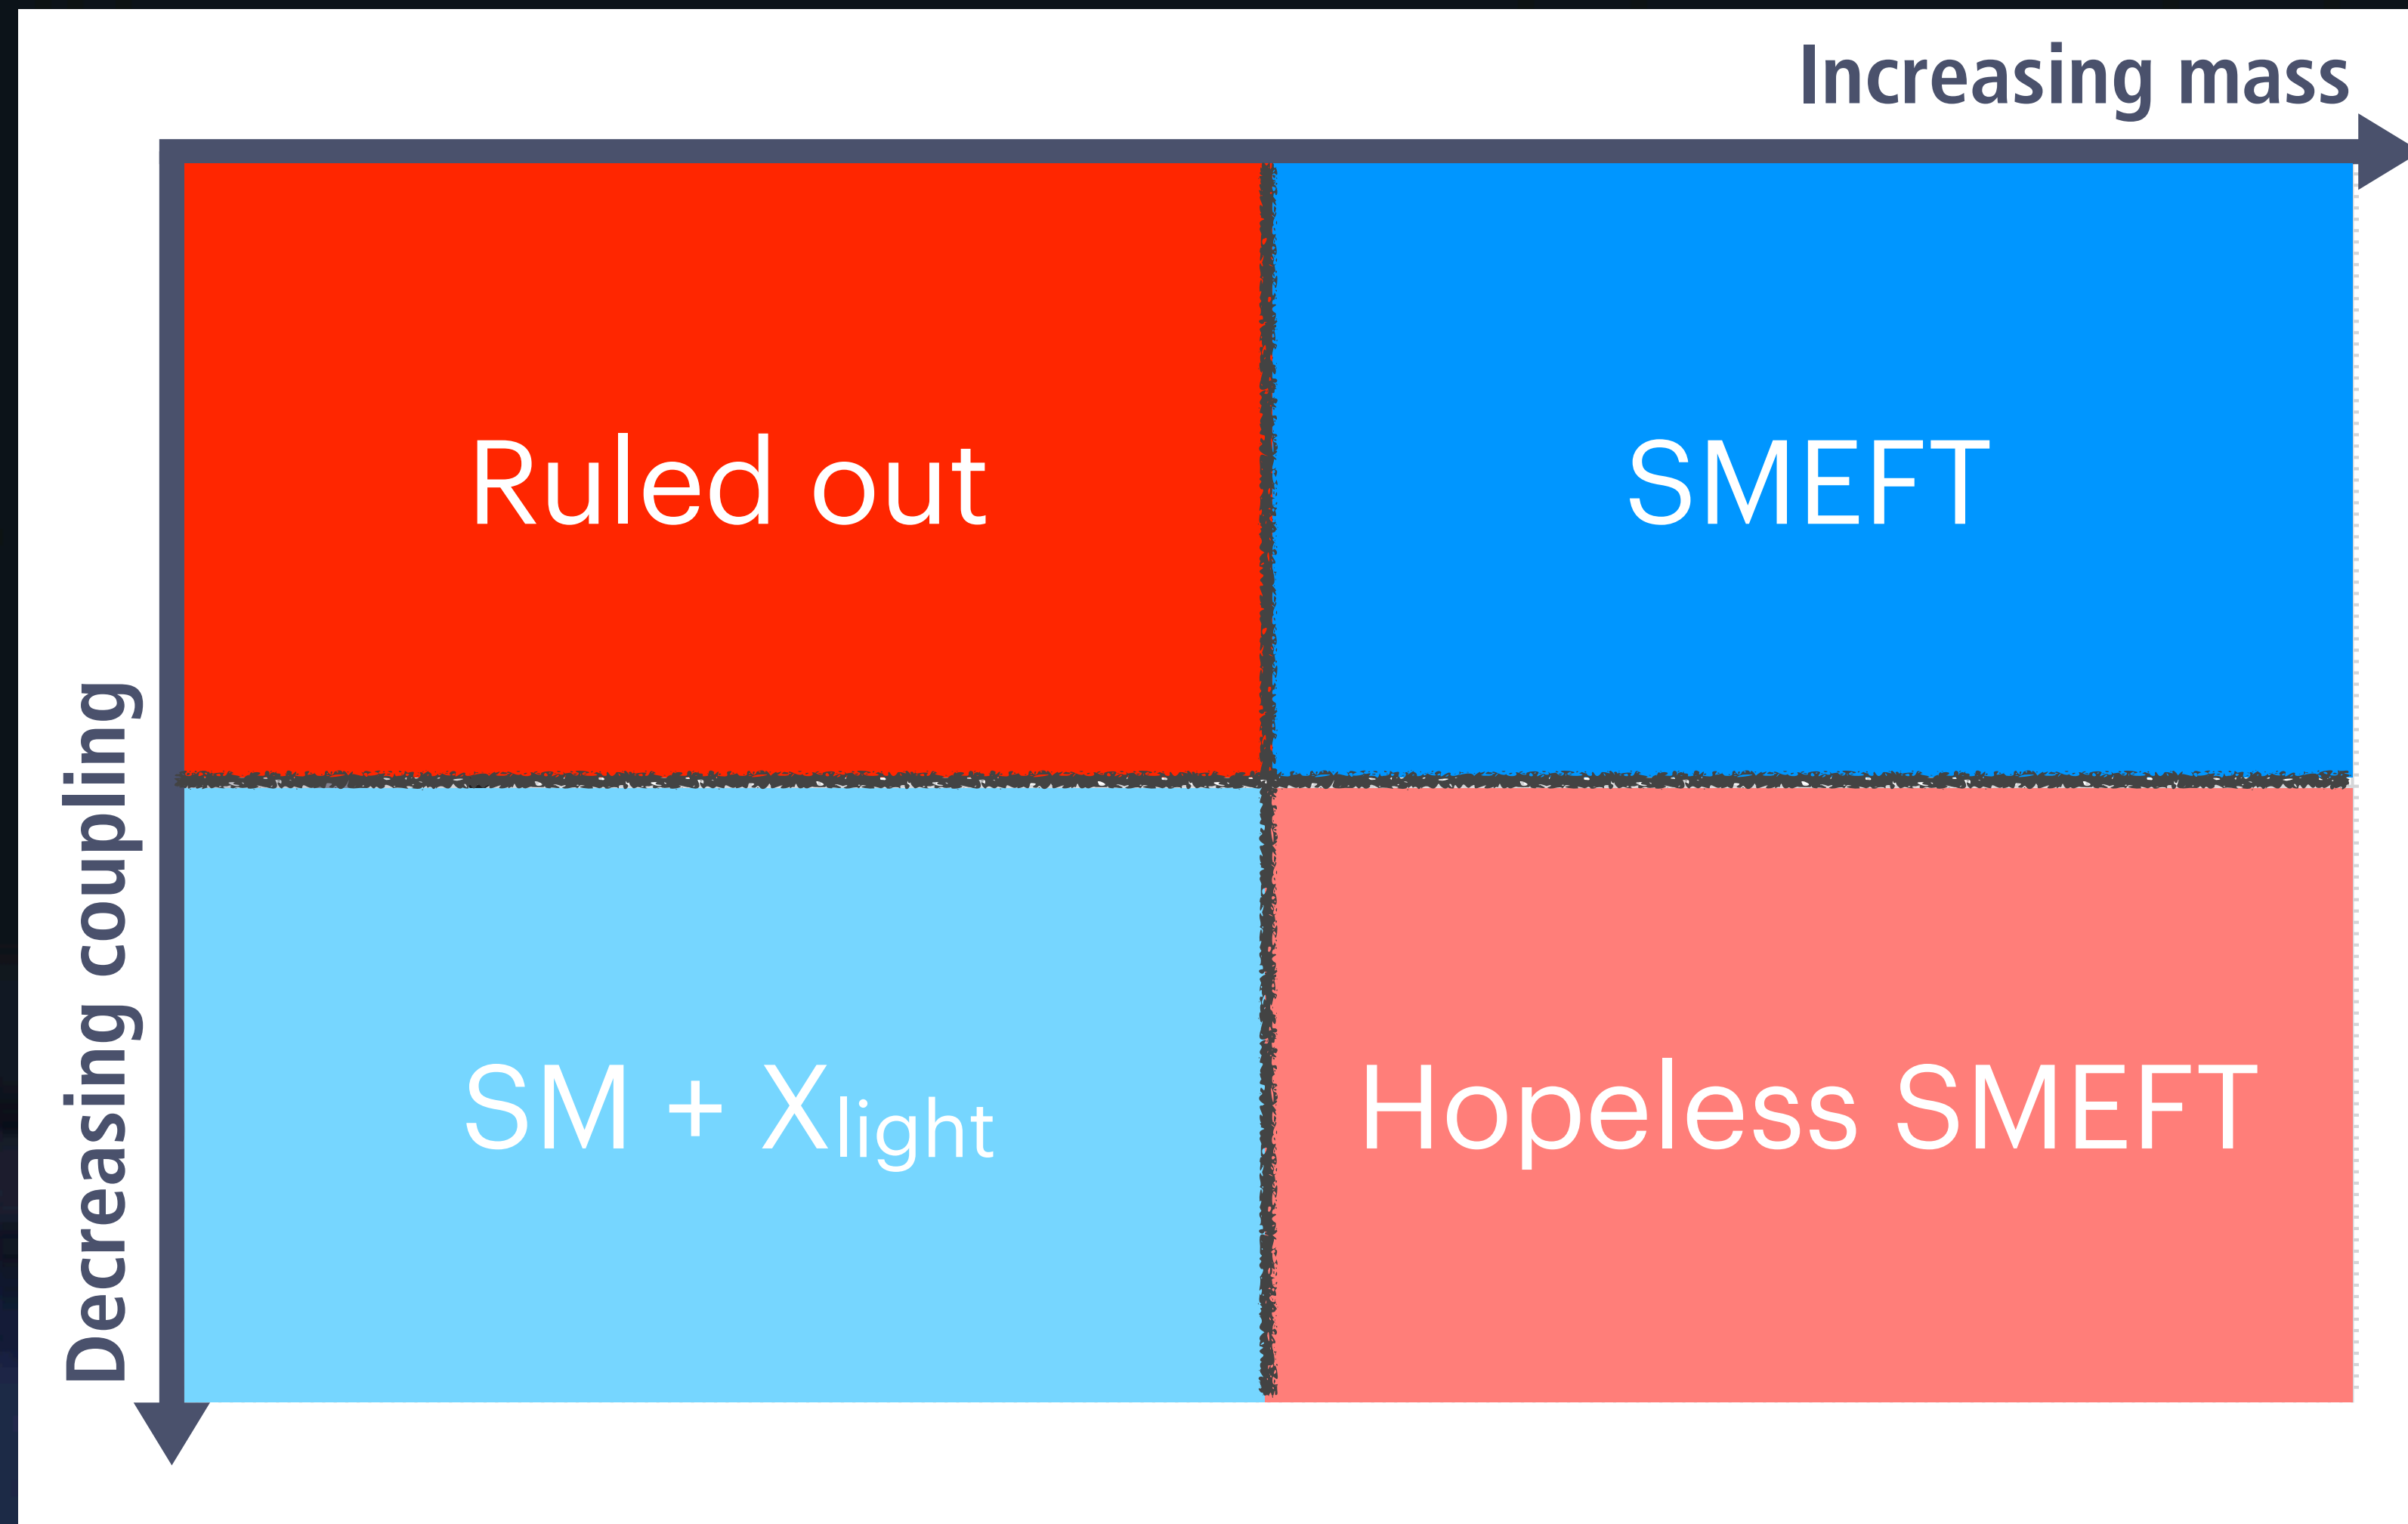 Increasing mass
Decreasing coupling
Ruled out
SMEFT
SM + Xlight
Hopeless SMEFT